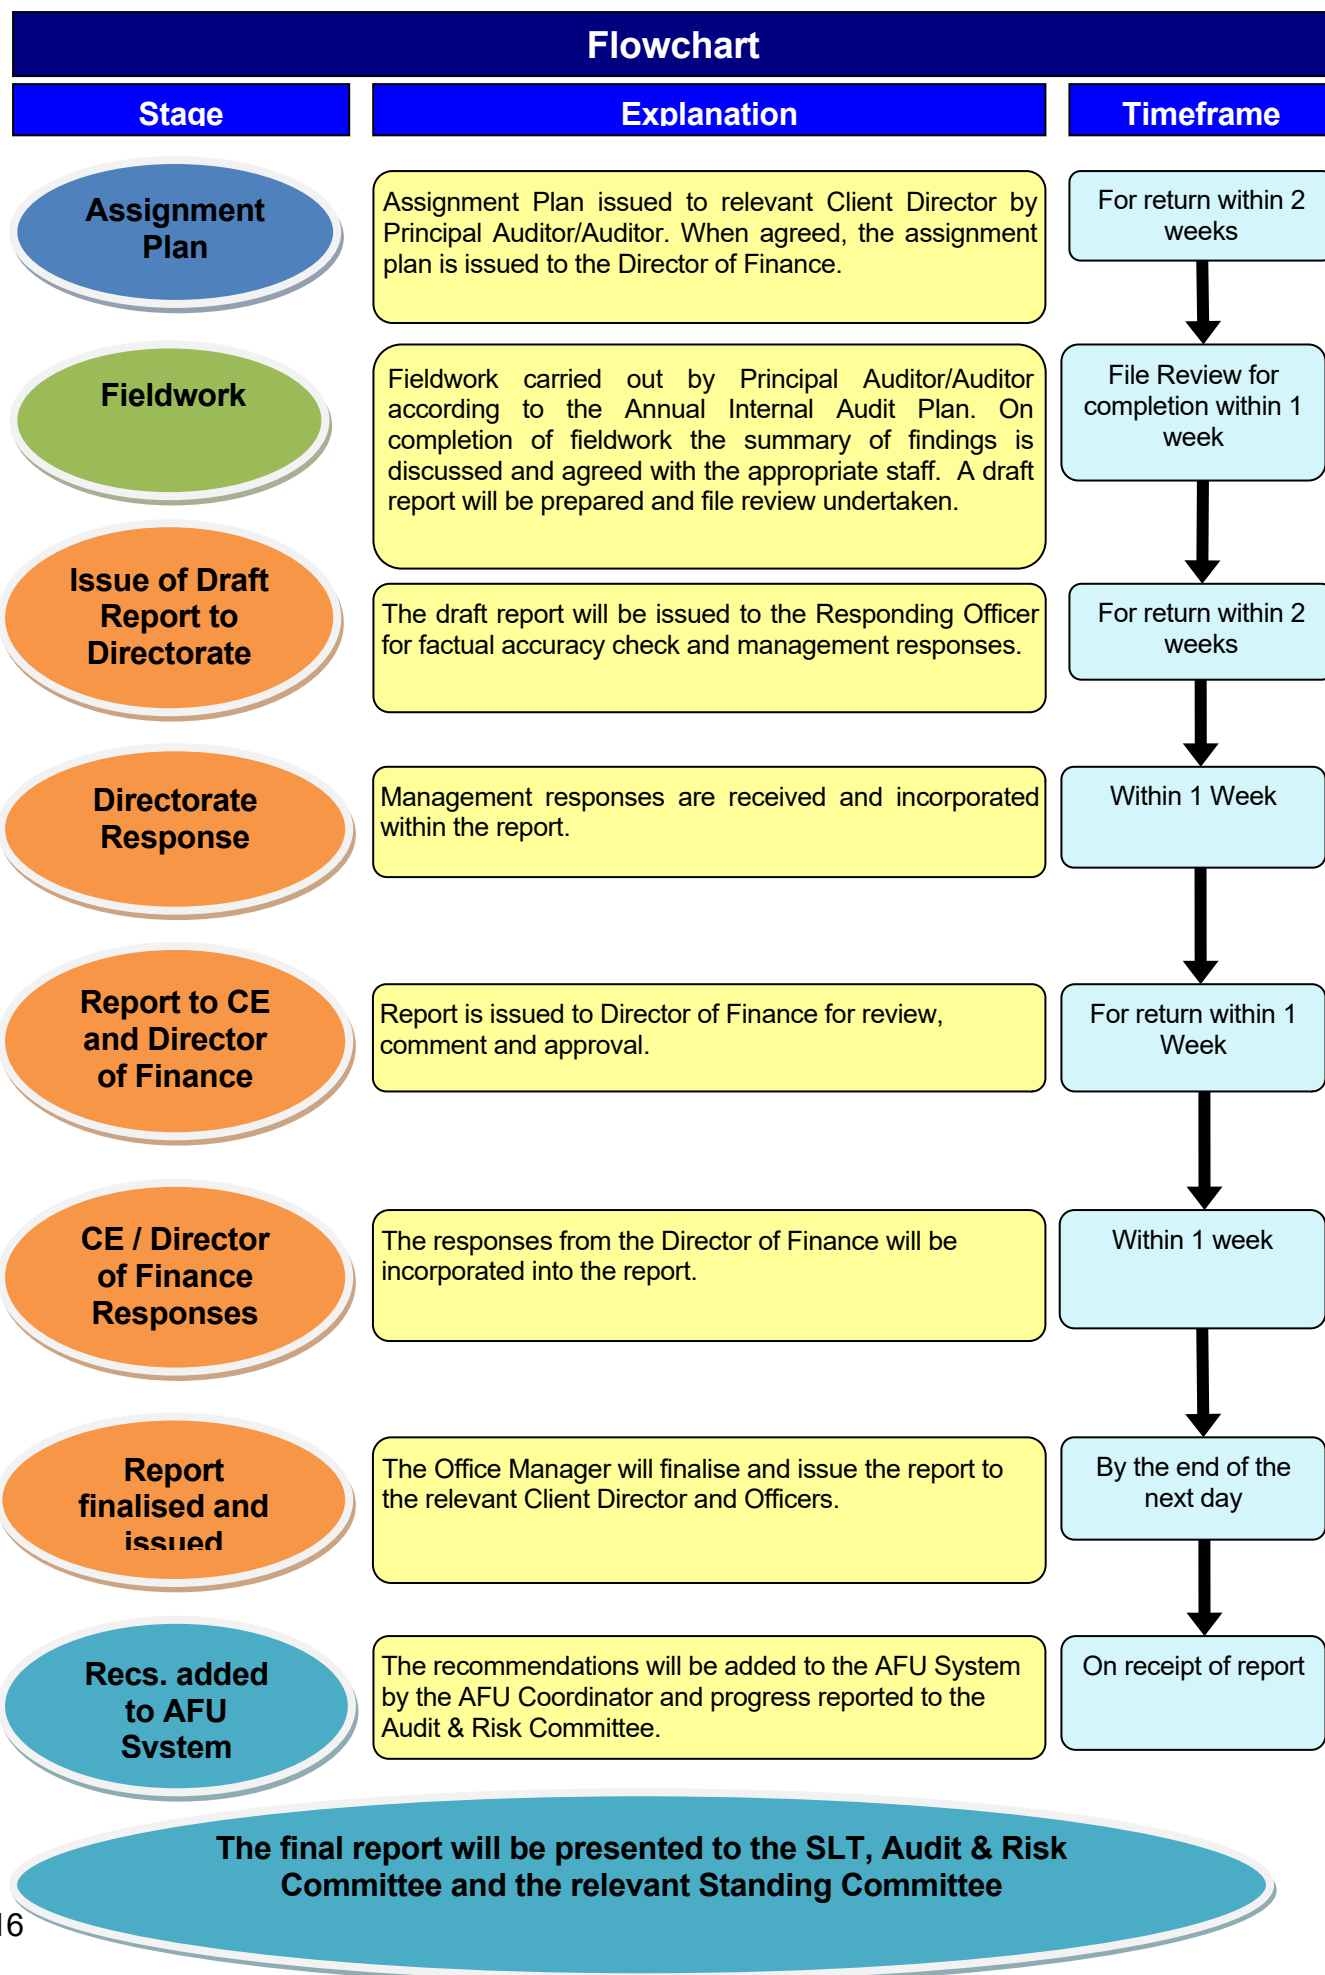 Flowchart
Stage
Explanation
Timeframe
Assignment
Plan
Assignment Plan issued to relevant Client Director by
Principal Auditor/Auditor. When agreed, the assignment
plan is issued to the Director of Finance.
For return within 2
weeks
Fieldwork
Fieldwork carried out by Principal Auditor/Auditor
according to the Annual Internal Audit Plan. On
completion of fieldwork the summary of findings is
discussed and agreed with the appropriate staff. A draft
report will be prepared and file review undertaken.
File Review for
completion within 1
week
Issue of Draft
Report to
Directorate
The draft report will be issued to the Responding Officer
for factual accuracy check and management responses.
For return within 2
weeks
Directorate
Response
Management responses are received and incorporated
within the report.
Within 1 Week
Report to CE
and Director
of Finance
Report is issued to Director of Finance for review,
comment and approval.
For return within 1
Week
CE / Director
of Finance
Responses
The responses from the Director of Finance will be
incorporated into the report.
Within 1 week
Report
finalised and
issued
The Office Manager will finalise and issue the report to
the relevant Client Director and Officers.
By the end of the
next day
Recs. added
to AFU
System
The recommendations will be added to the AFU System
by the AFU Coordinator and progress reported to the
Audit & Risk Committee.
On receipt of report
The final report will be presented to the SLT, Audit & Risk
Committee and the relevant Standing Committee
16